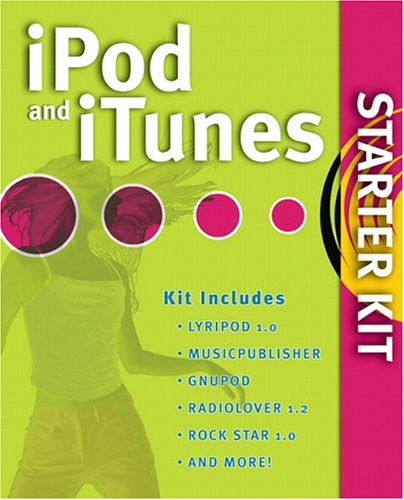 iPod
and iTunes
STARTER KIT
Kit Includes
• LYRIPOD 1.0
• MUSICPUBLISHER
• GNUPOD
• RADIOLOVER 1.2
• ROCK STAR 1.0
• AND MORE!